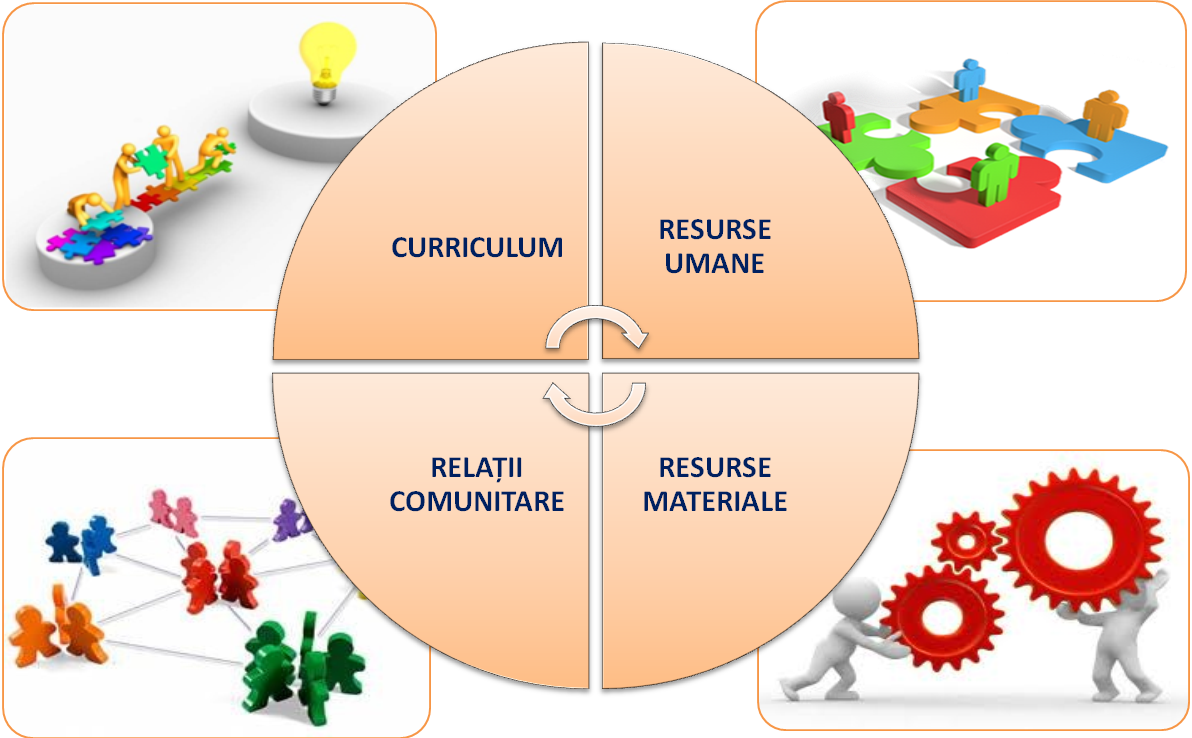 CURRICULUM
RESURSE
UMANE
RELAȚII
COMUNITARE
RESURSE
MATERIALE